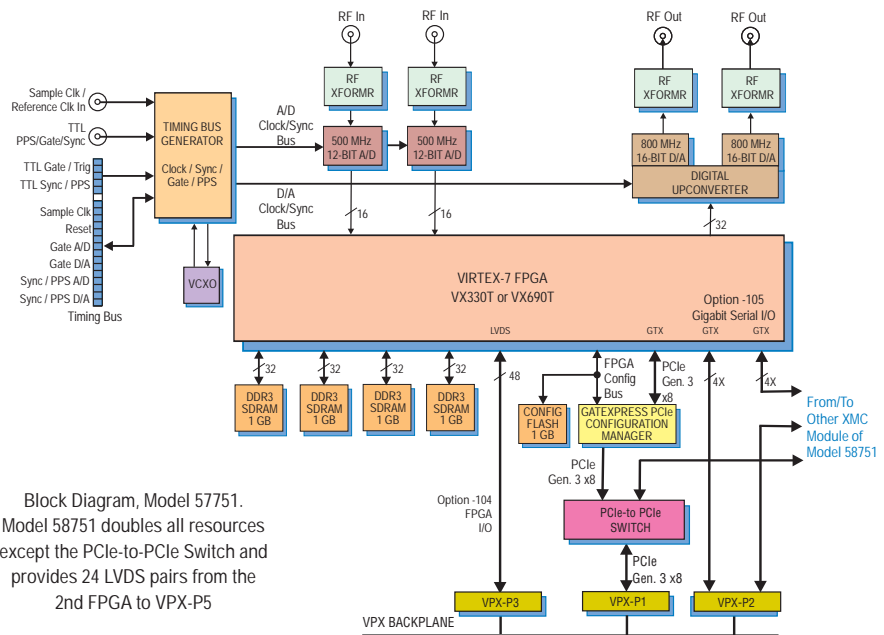 RF In
RF In
RF Out
RF Out
Sample Clk /
Reference Clk In
TTL
PPS/Gate/Sync
TTL Gate / Trig
TTL Sync / PPS
Sample Clk
Reset
Gate A/D
Gate D/A
Sync / PPS A/D
Sync / PPS D/A
Timing Bus
TIMING BUS
GENERATOR
Clock / Sync /
Gate / PPS
VCXO
A/D
Clock/Sync
Bus
D/A
Clock/Sync
Bus
RF
XFORMR
RF
XFORMR
RF
XFORMR
RF
XFORMR
500 MHz
12-BIT A/D
500 MHz
12-BIT A/D
800 MHz
16-BIT D/A
800 MHz
16-BIT D/A
DIGITAL
UPCONVERTER
16
16
32
VIRTEX-7 FPGA
VX330T or VX690T
Option -105
Gigabit Serial I/O
LVDS
GTX
GTX
GTX
32
32
32
32
48
FPGA
Config
Bus
PCIe
Gen. 3
x8
4X
4X
DDR3
SDRAM
1 GB
DDR3
SDRAM
1 GB
DDR3
SDRAM
1 GB
DDR3
SDRAM
1 GB
CONFIG
FLASH
1 GB
GATEXPRESS PCIe
CONFIGURATION
MANAGER
From/To
Other XMC
Module of
Model 58751
PCIe
Gen. 3 x8
Option -104
FPGA
I/O
PCIe-to PCIe
SWITCH
PCIe
Gen. 3 x8
Block Diagram, Model 57751.
Model 58751 doubles all resources
except the PCIe-to-PCIe Switch and
provides 24 LVDS pairs from the
2nd FPGA to VPX-P5
VPX-P3
VPX-P1
VPX-P2
VPX BACKPLANE